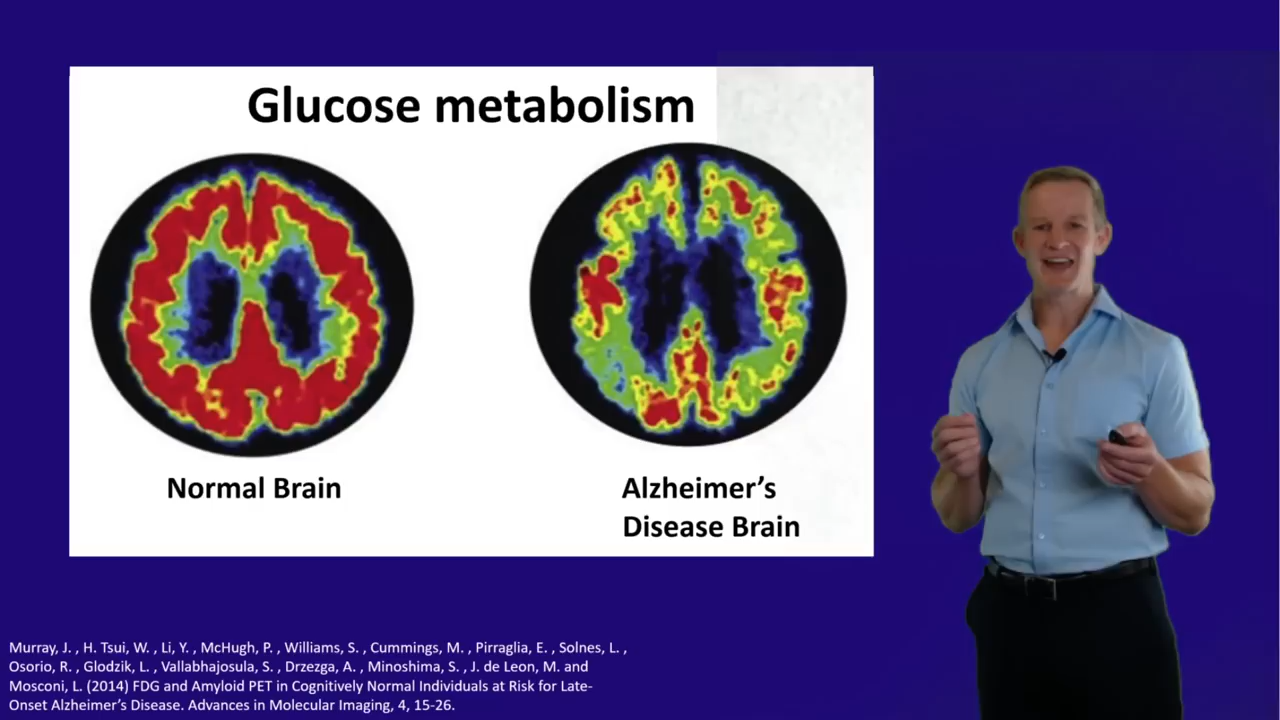 Glucose metabolism
Normal Brain
Alzheimer’s
Disease Brain
Murray, J. , H. Tsui, W. , Li, Y. , McHugh, P. , Williams, S. , Cummings, M. , Pirraglia, E. , Solnes, L. ,
Osorio, R. , Glodzik, L. , Vallabhajosula, S. , Drzezga, A. , Minoshima, S. , J. de Leon, M. and
Mosconi, L. (2014) FDG and Amyloid PET in Cognitively Normal Individuals at Risk for Late-
Onset Alzheimer’s Disease. Advances in Molecular Imaging, 4, 15-26.